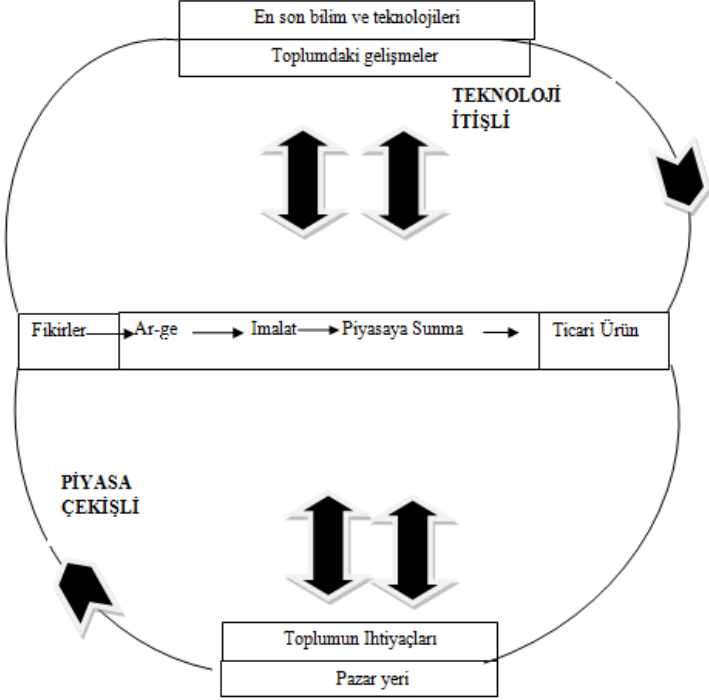 En son bilim ve teknolojileri
Toplumdaki gelişmeler
TEKNOLOJİ
İTİŞLİ
Fikirler Ar-ge Imalat Piyasaya Sunma Ticari Ürün
PİYASA
ÇEKİŞLİ
Toplumun Ihtiyaçları
Pazar yeri